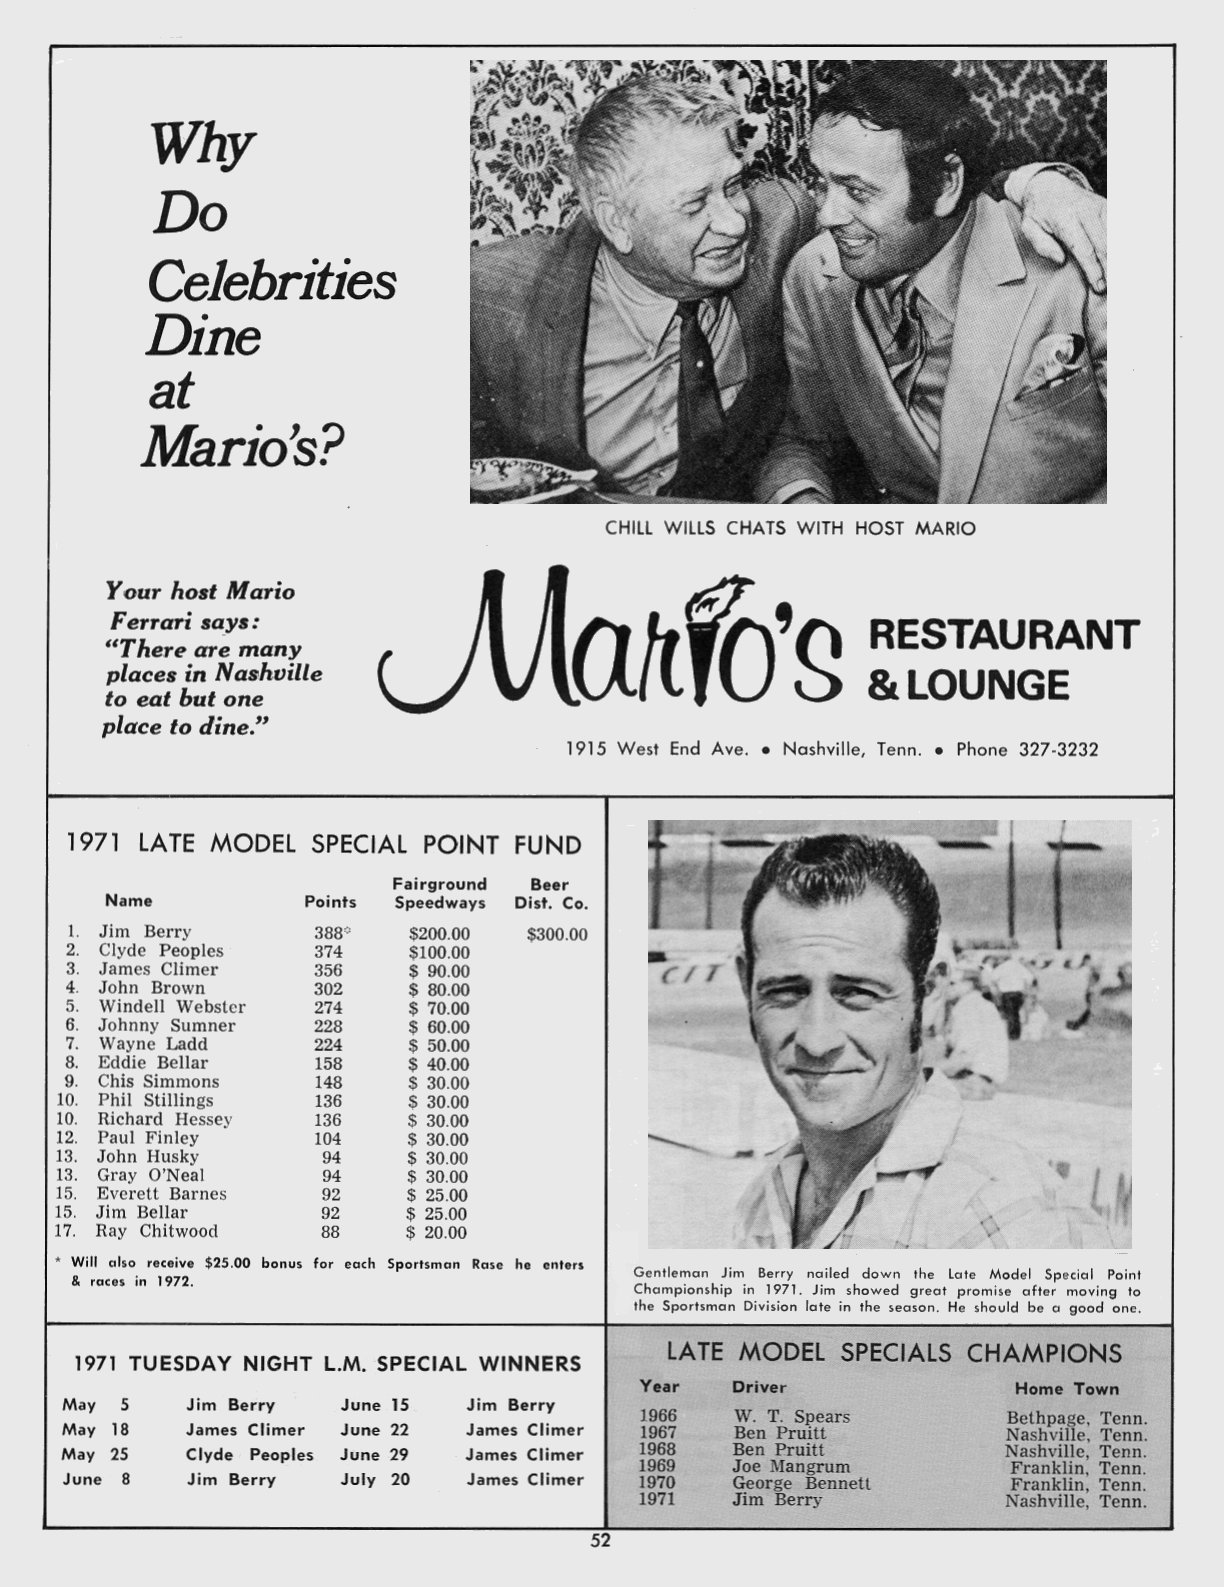 Why
Do
Celebrities
Dine
at
Mario's?
CHILL WILLS CHATS WITH HOST MARIO
Your host Mario
Ferrari says:
“There are many
places in Nashville
to eat but one
place to dine.”
Mario's RESTAURANT
& LOUNGE
1915 West End Ave. • Nashville, Tenn. • Phone 327-3232
1971 LATE MODEL SPECIAL POINT FUND
Name Points Fairground Speedways Beer Dist. Co.
1. Jim Berry 388* $200.00 $300.00
2. Clyde Peoples 374 $100.00
3. James Climer 356 $ 90.00
4. John Brown 302 $ 80.00
5. Windell Webster 274 $ 70.00
6. Johnny Sumner 228 $ 60.00
7. Wayne Ladd 224 $ 50.00
8. Eddie Bellar 158 $ 40.00
9. Chis Simmons 148 $ 30.00
10. Phil Stillings 136 $ 30.00
10. Richard Hessey 136 $ 30.00
12. Paul Finley 104 $ 30.00
13. John Husky 94 $ 30.00
13. Gray O'Neal 94 $ 30.00
15. Everett Barnes 92 $ 25.00
15. Jim Bellar 92 $ 25.00
17. Ray Chitwood 88 $ 20.00
* Will also receive $25.00 bonus for each Sportsman Rase he enters
& races in 1972.
CIT
Gentleman Jim Berry nailed down the Late Model Special Point
Championship in 1971. Jim showed great promise after moving to
the Sportsman Division late in the season. He should be a good one.
1971 TUESDAY NIGHT L.M. SPECIAL WINNERS
May 5 Jim Berry June 15 Jim Berry
May 18 James Climer June 22 James Climer
May 25 Clyde Peoples June 29 James Climer
June 8 Jim Berry July 20 James Climer
LATE MODEL SPECIALS CHAMPIONS
Year Driver Home Town
1966 W. T. Spears Bethpage, Tenn.
1967 Ben Pruitt Nashville, Tenn.
1968 Ben Pruitt Nashville, Tenn.
1969 Joe Mangrum Franklin, Tenn.
1970 George Bennett Franklin, Tenn.
1971 Jim Berry Nashville, Tenn.
52